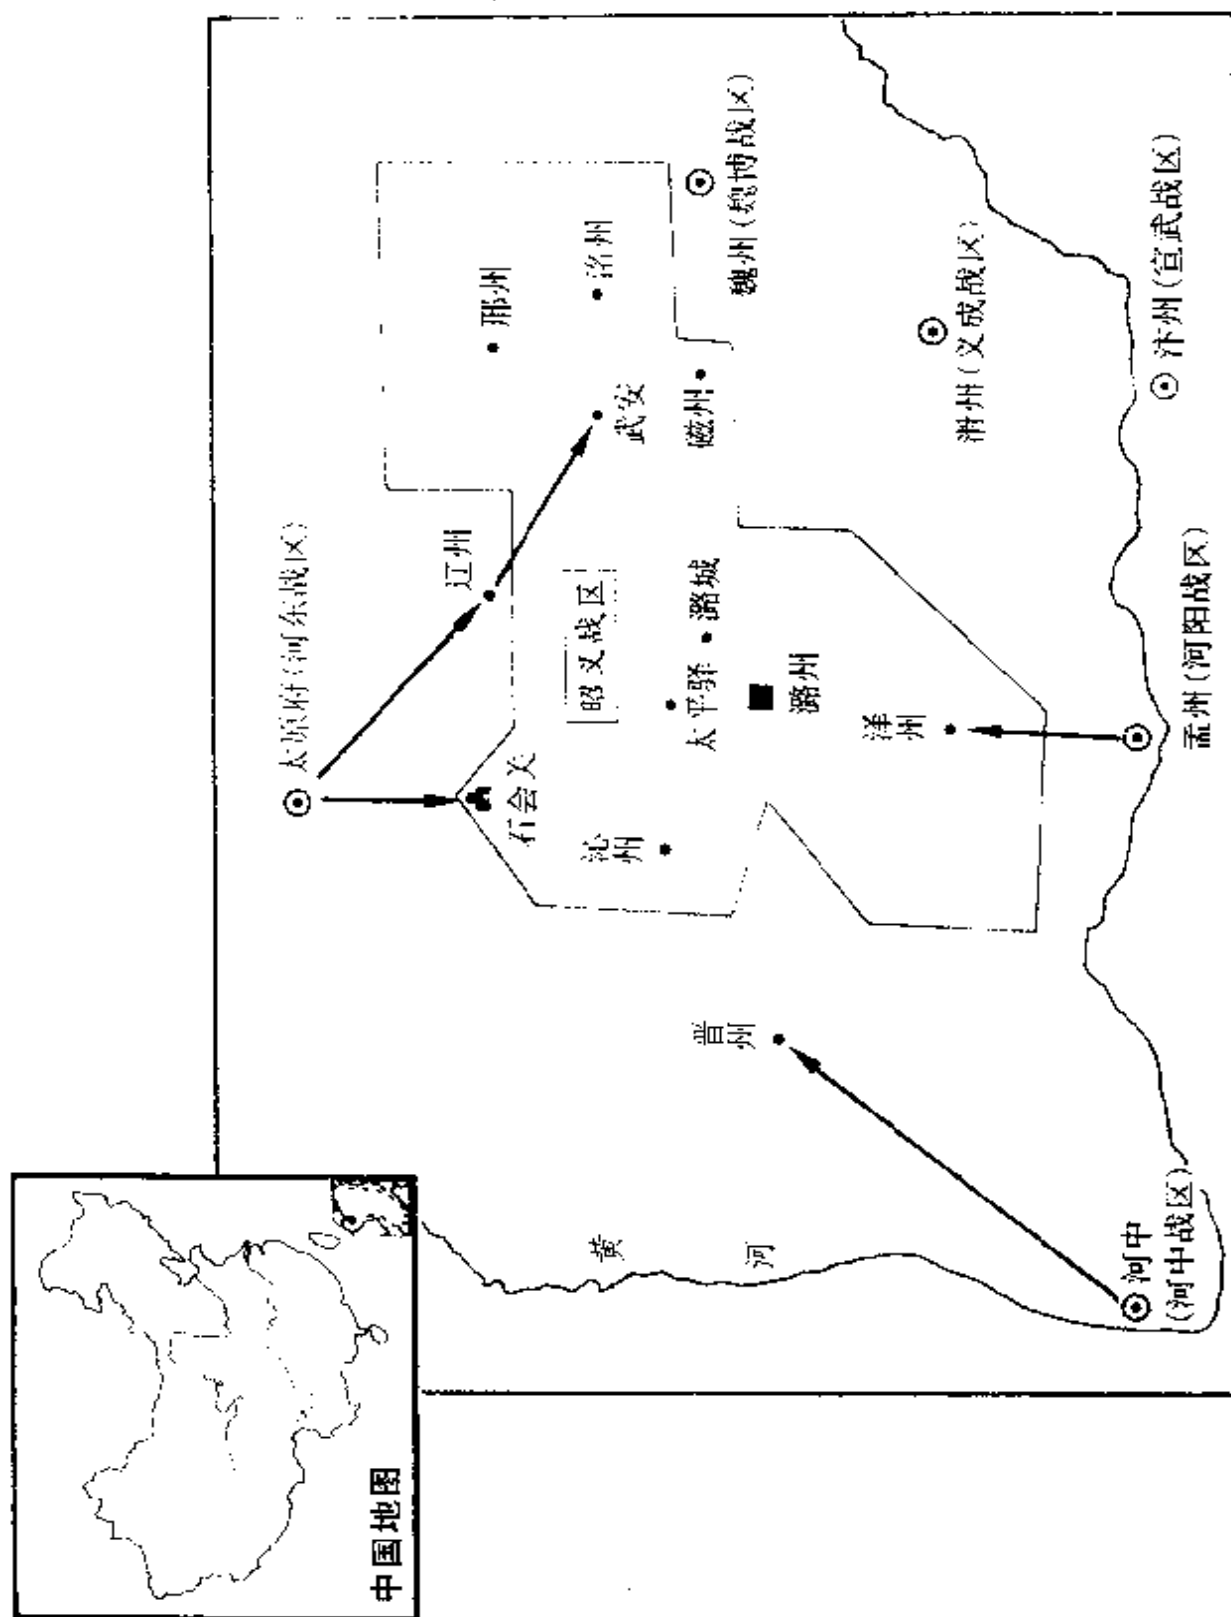 太原府(河东战区)
辽州
邢州
洺州
武安
磁州
魏州(魏博战区)
石会关
昭义战区
沁州
太平驿
潞城
潞州
滑州(义成战区)
晋州
泽州
黄河
河中
(河中战区)
孟州(河阳战区)
汴州(宣武战区)
中国地图